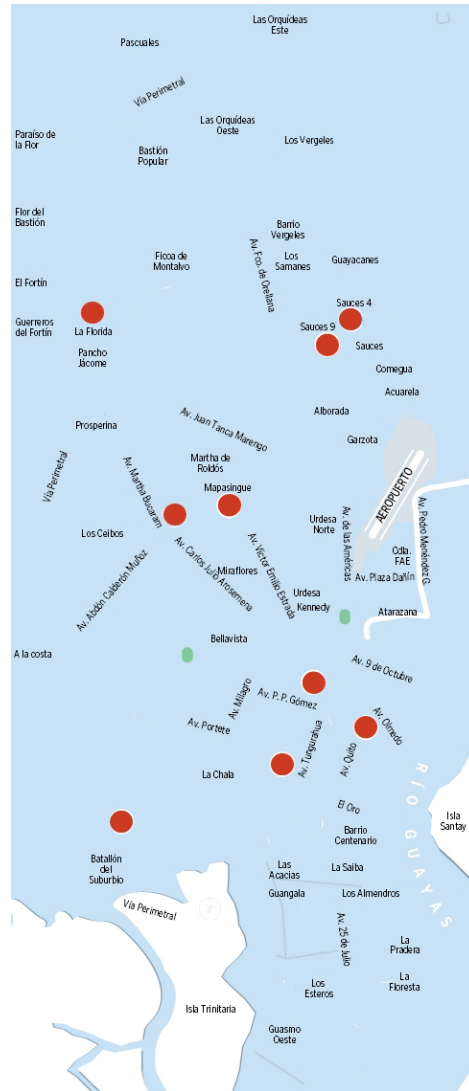 Las Orquídeas
Este
Pascuales
Vía Perimetral
Las Orquídeas
Oeste
Paraíso de
la Flor
Los Vergeles
Bastión
Popular
Flor del
Bastión
Barrio
Vergeles
Av. Fco. de Orellana
Ficoa de
Montalvo
Los
Samanes
Guayacanes
El Fortín
Sauces 4
Guerreros
del Fortín
La Florida
Sauces 9
Sauces
Pancho
Jácome
Comegua
Acuarela
Alborada
Av. Juan Tanca Marengo
Prosperina
Garzota
Vía Perimetral
Av. Martha Bucaram
Martha de
Roldós
Mapasingue
AEROPUERTO
Av. Pedro Menéndez G.
Urdesa
Norte
Av. de las Américas
Los Ceibos
Av. Abdón Calderón Muñoz
Av. Carlos Julio Arosemena
Av. Víctor Emilio Estrada
Cdla.
FAE
Miraflores
Av. Plaza Dañín
Urdesa
Kennedy
Atarazana
Bellavista
A la costa
Av. 9 de Octubre
Av. Milagro
Av. P. P. Gómez
Av. Portete
Av. Tungurahua
Av. Quito
Av. Olmedo
La Chala
RÍO GUAYAS
El Oro
Isla
Santay
Barrio
Centenario
Batallón
del
Suburbio
Las
Acacias
La Saiba
Guangala
Los Almendros
Vía Perimetral
Av. 25 de Julio
La
Pradera
Los
Esteros
La
Floresta
Isla Trinitaria
Guasmo
Oeste